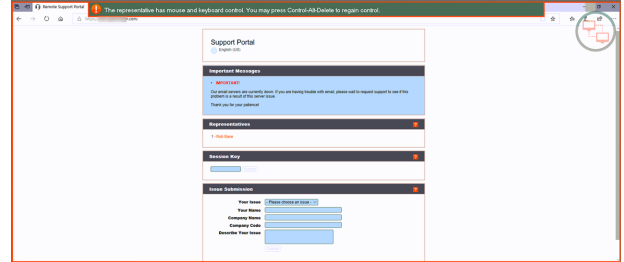 Remote Support Portal
The representative has mouse and keyboard control. You may press Control-Alt-Delete to regain control.
Support Portal
English (US)
Important Messages
IMPORTANT!
Our email servers are currently down. If you are having trouble with email, please wait to request support to see if this
problem is a result of this server issue.
Thank you for your patience!
Representatives ?
Session Key ?
Issue Submission ?
Your Issue - Please choose an issue -
Your Name
Company Name
Company Code
Describe Your Issue